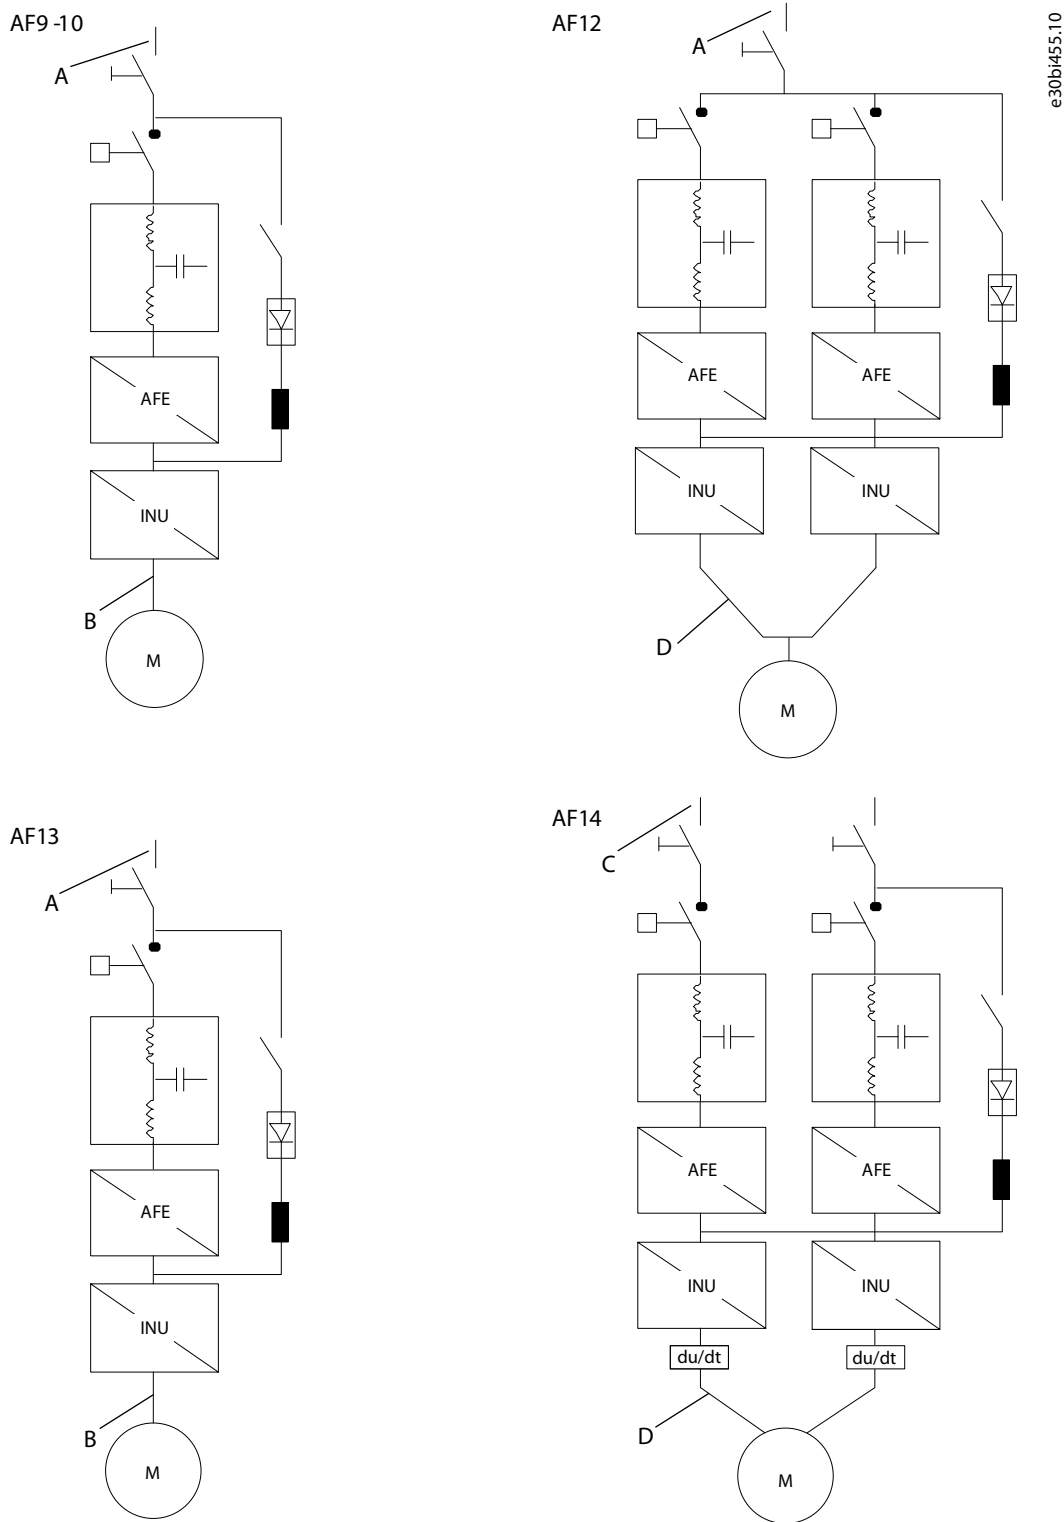 AF9 -10
A
AFE
INU
B
M
AF12
A
AFE
AFE
INU
INU
D
M
e30bi455.10
AF13
A
AFE
INU
B
M
AF14
C
AFE
AFE
INU
INU
du/dt
du/dt
D
M